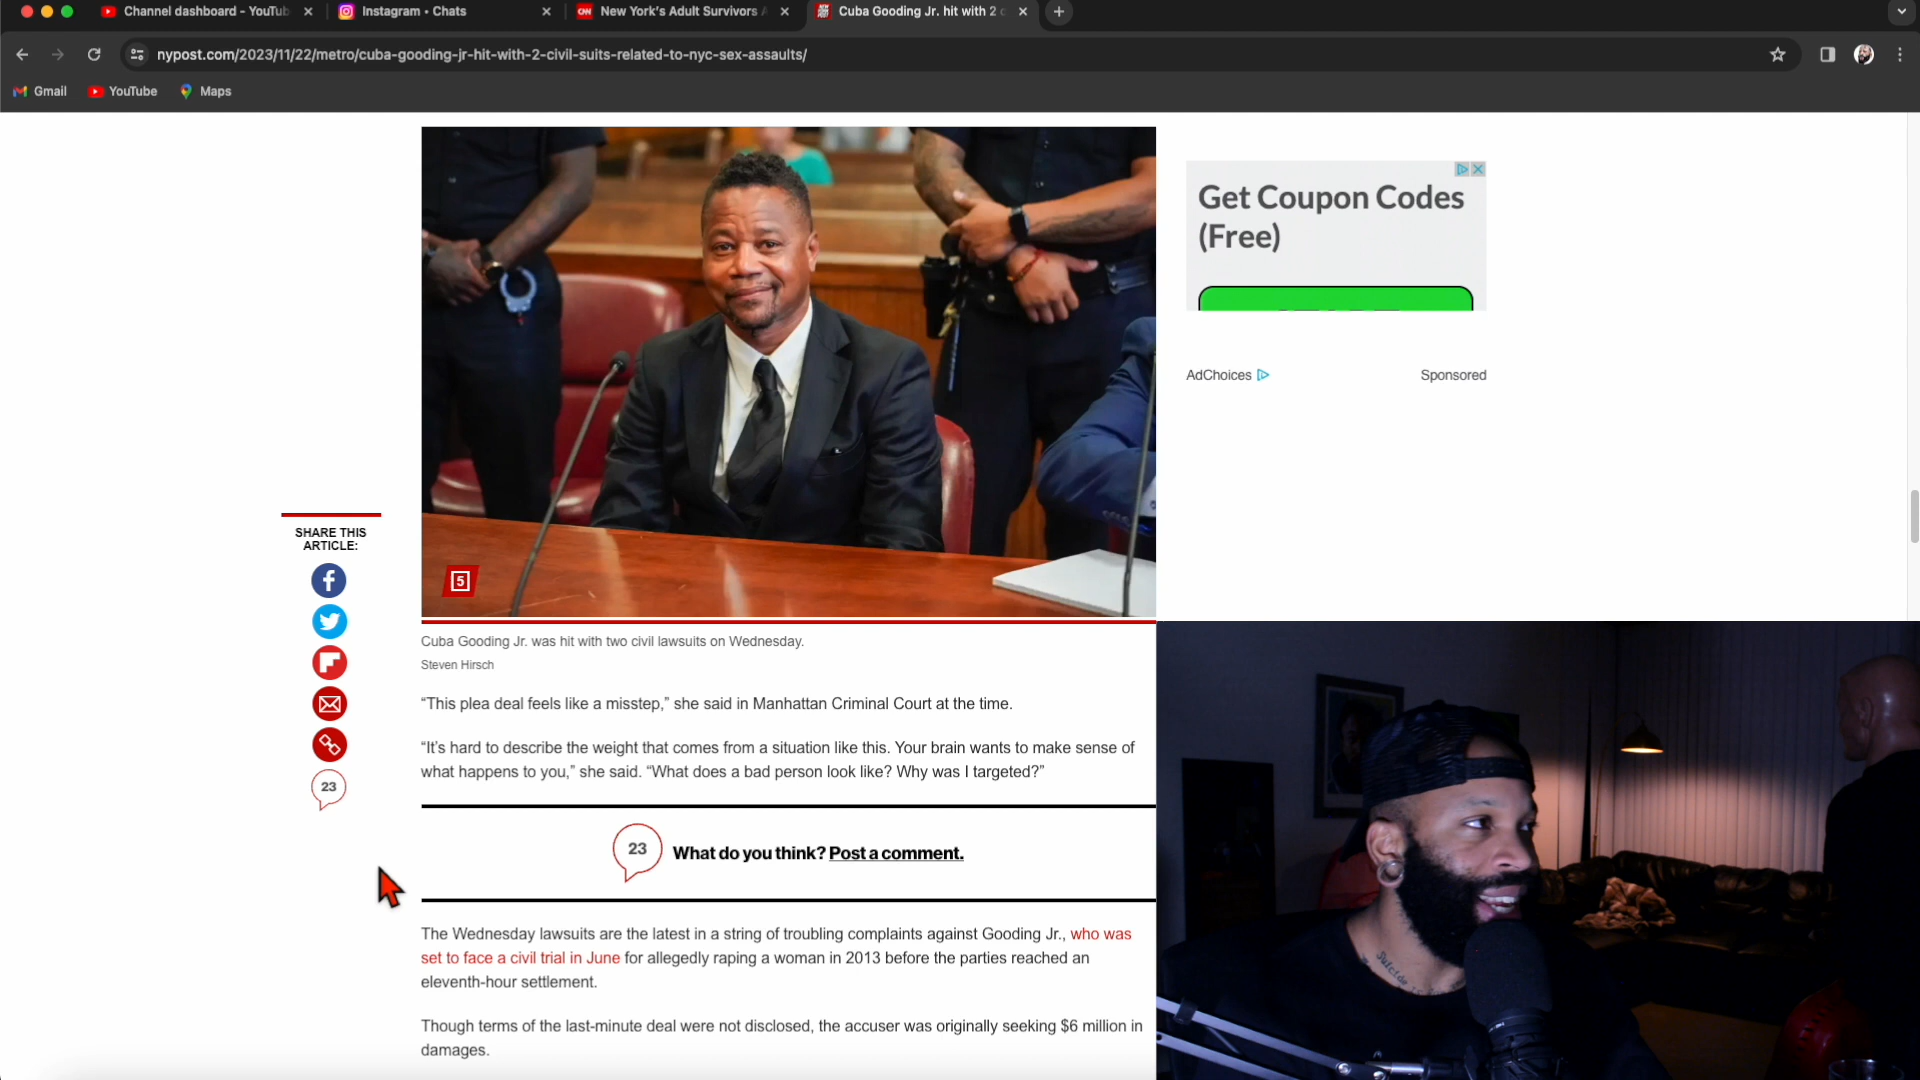 Channel dashboard - YouTub
Instagram • Chats
New York's Adult Survivors A
Cuba Gooding Jr. hit with 2 c
nypost.com/2023/11/22/metro/cuba-gooding-jr-hit-with-2-civil-suits-related-to-nyc-sex-assaults/
Gmail
YouTube
Maps
Get Coupon Codes
(Free)
AdChoices
Sponsored
SHARE THIS
ARTICLE:
23
5
Cuba Gooding Jr. was hit with two civil lawsuits on Wednesday.
Steven Hirsch
“This plea deal feels like a misstep,” she said in Manhattan Criminal Court at the time.
“It’s hard to describe the weight that comes from a situation like this. Your brain wants to make sense of
what happens to you,” she said. “What does a bad person look like? Why was I targeted?”
23
What do you think? Post a comment.
The Wednesday lawsuits are the latest in a string of troubling complaints against Gooding Jr., who was
set to face a civil trial in June for allegedly raping a woman in 2013 before the parties reached an
eleventh-hour settlement.
Though terms of the last-minute deal were not disclosed, the accuser was originally seeking $6 million in
damages.